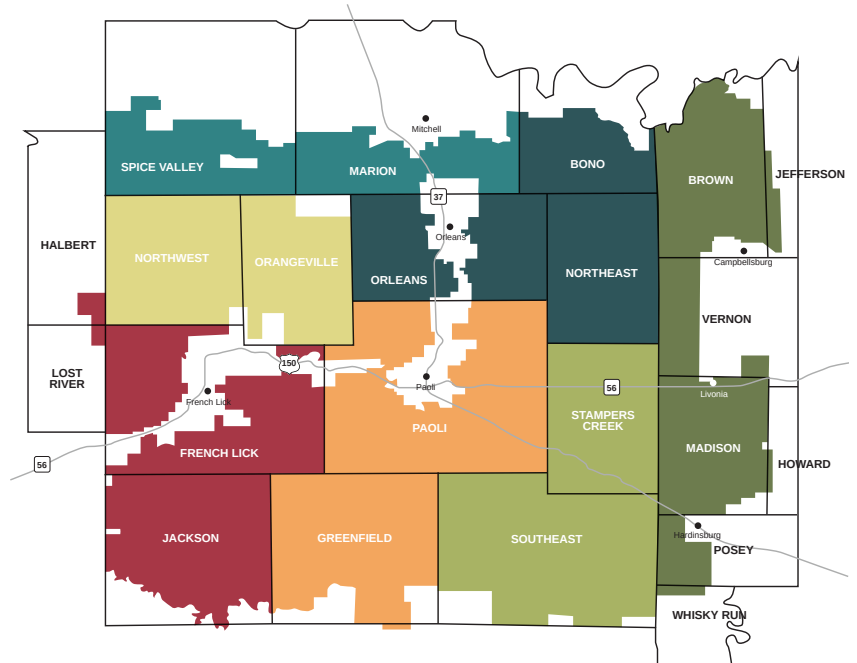 Mitchell
SPICE VALLEY
MARION
BONO
BROWN
JEFFERSON
37
Orleans
HALBERT
NORTHWEST
ORANGEVILLE
ORLEANS
NORTHEAST
Campbellsburg
VERNON
LOST
RIVER
150
French Lick
Paoli
56
Livonia
STAMPERS
CREEK
PAOLI
MADISON
FRENCH LICK
56
HOWARD
JACKSON
GREENFIELD
SOUTHEAST
Hardinsburg
POSEY
WHISKY RUN